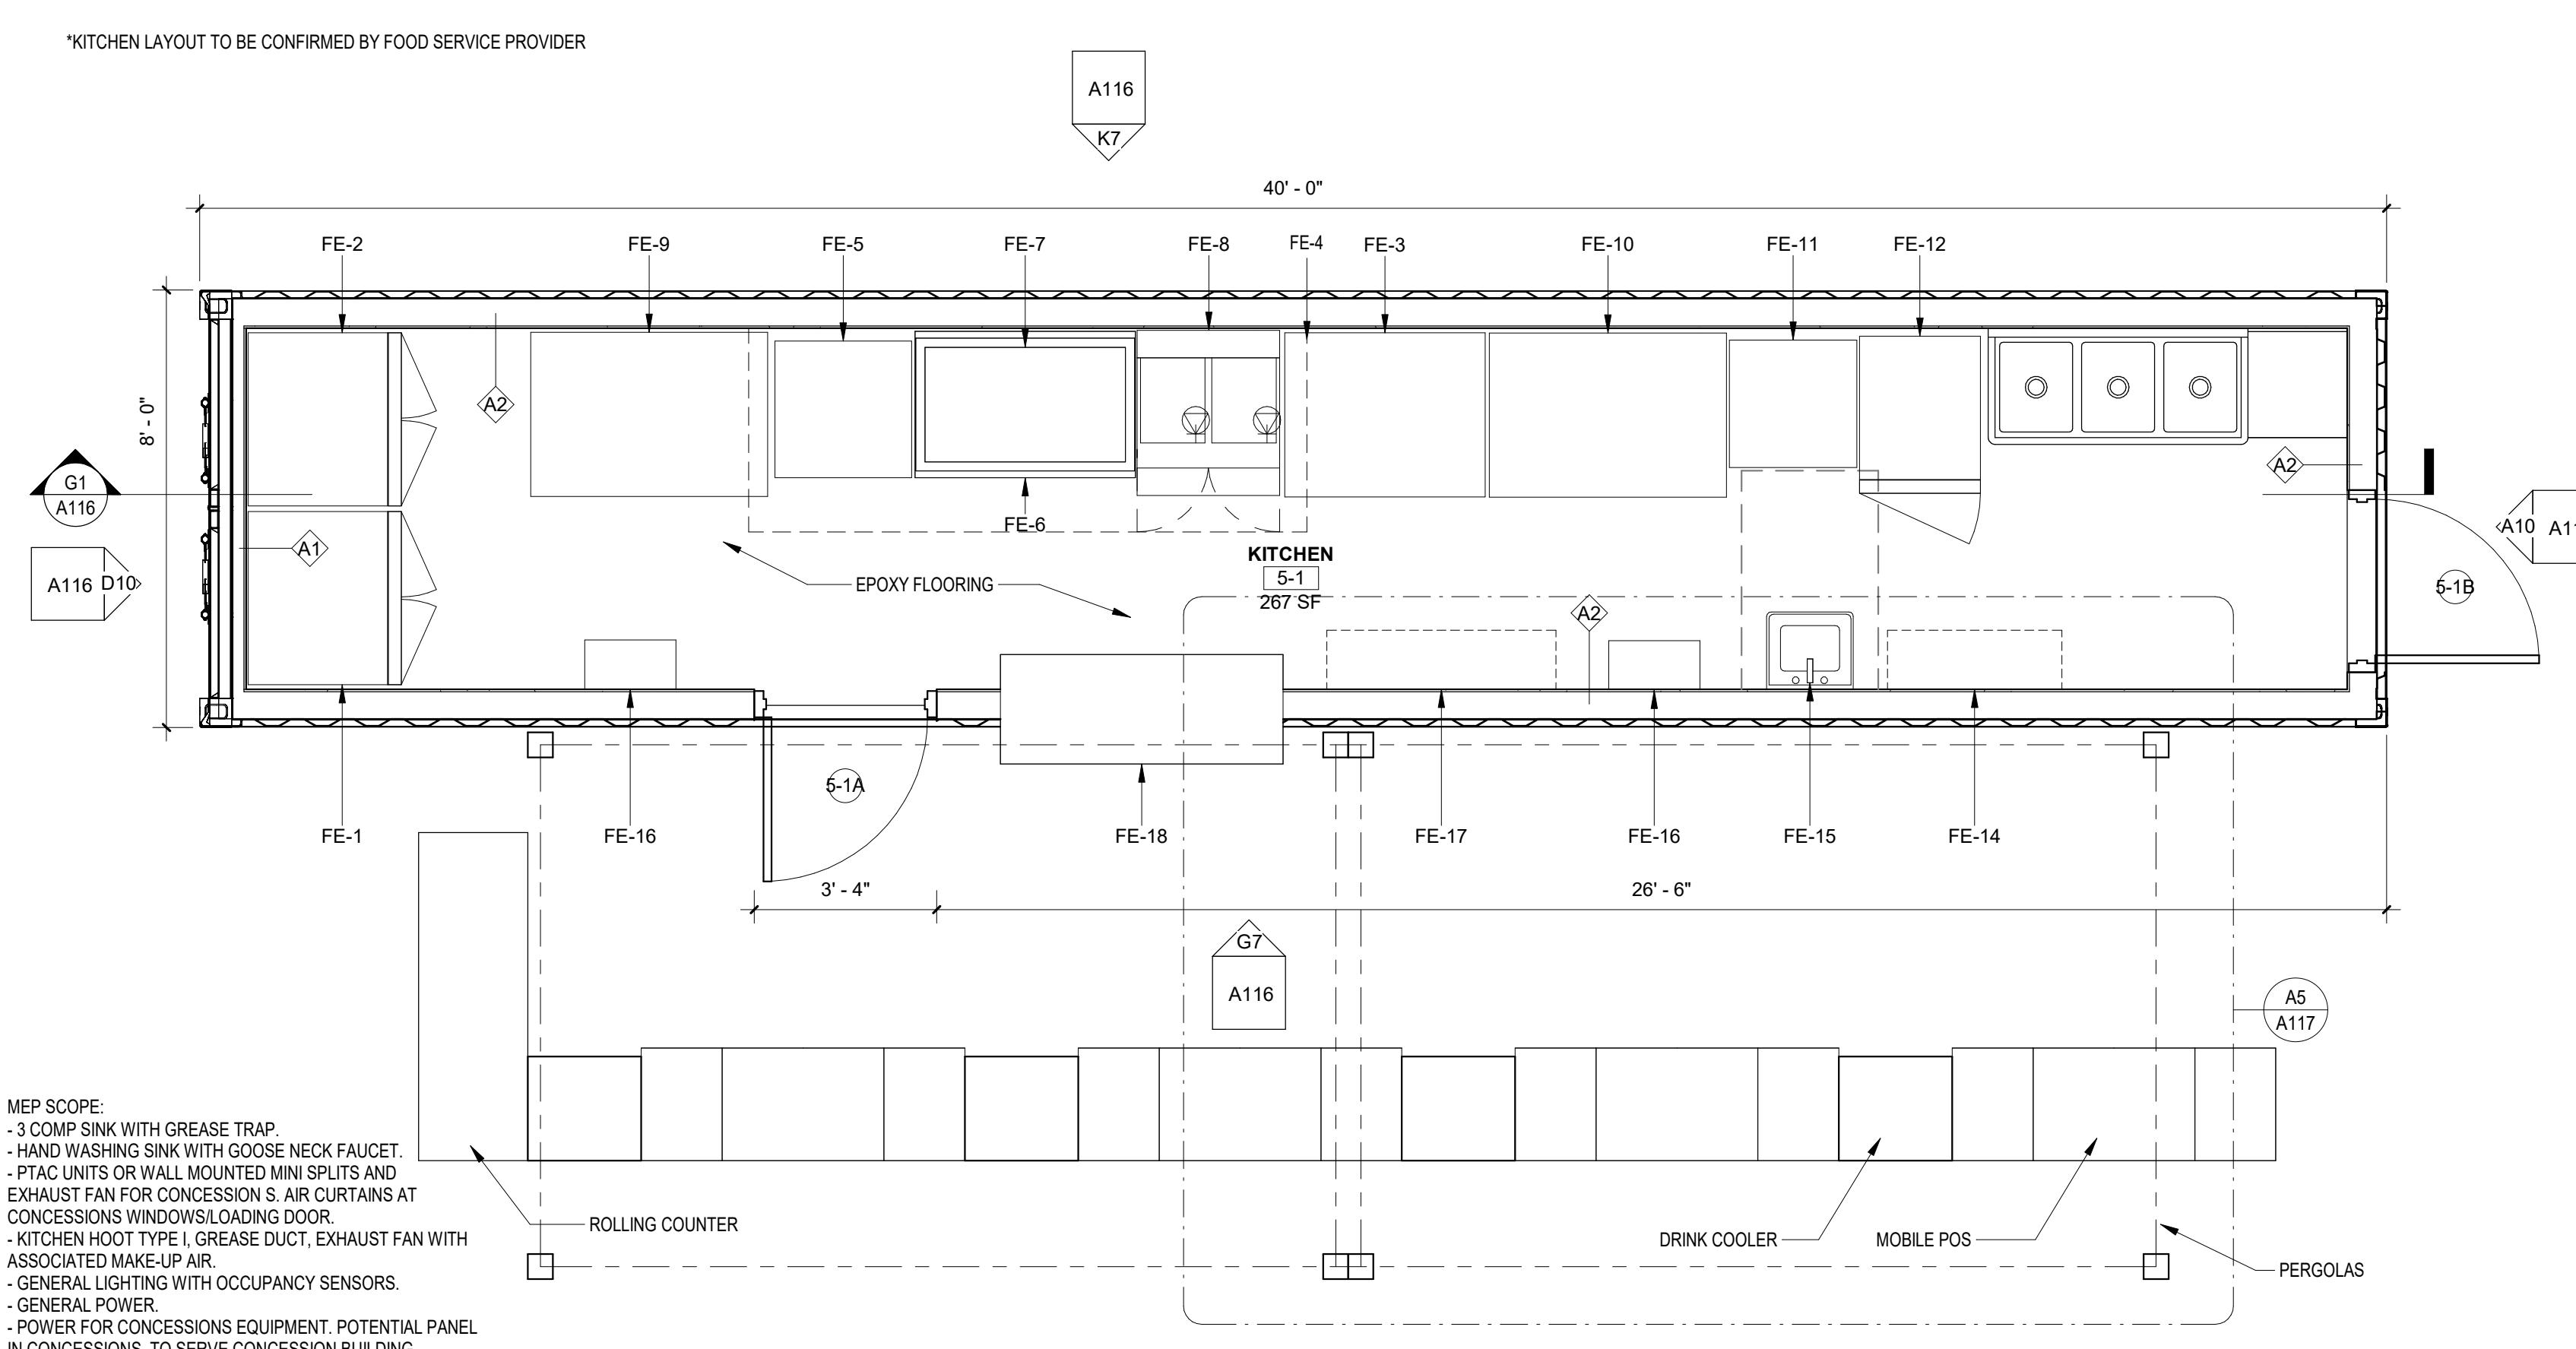 *KITCHEN LAYOUT TO BE CONFIRMED BY FOOD SERVICE PROVIDER
A116
K7
40' - 0"
FE-2
FE-9
FE-5
FE-7
FE-8
FE-4
FE-3
FE-10
FE-11
FE-12
8' - 0"
A2
G1
A116
A1
A116
D10
FE-6
EPOXY FLOORING
KITCHEN
5-1
267 SF
A2
A2
A10
5-1B
5-1A
FE-1
FE-16
FE-18
FE-17
FE-16
FE-15
FE-14
3' - 4"
26' - 6"
G7
A116
A5
A117
ROLLING COUNTER
DRINK COOLER
MOBILE POS
PERGOLAS
MEP SCOPE:
- 3 COMP SINK WITH GREASE TRAP.
- HAND WASHING SINK WITH GOOSE NECK FAUCET.
- PTAC UNITS OR WALL MOUNTED MINI SPLITS AND
EXHAUST FAN FOR CONCESSION S. AIR CURTAINS AT
CONCESSIONS WINDOWS/LOADING DOOR.
- KITCHEN HOOT TYPE I, GREASE DUCT, EXHAUST FAN WITH
ASSOCIATED MAKE-UP AIR.
- GENERAL LIGHTING WITH OCCUPANCY SENSORS.
- GENERAL POWER.
- POWER FOR CONCESSIONS EQUIPMENT. POTENTIAL PANEL
IN CONCESSIONS TO SERVE CONCESSION BUILDING